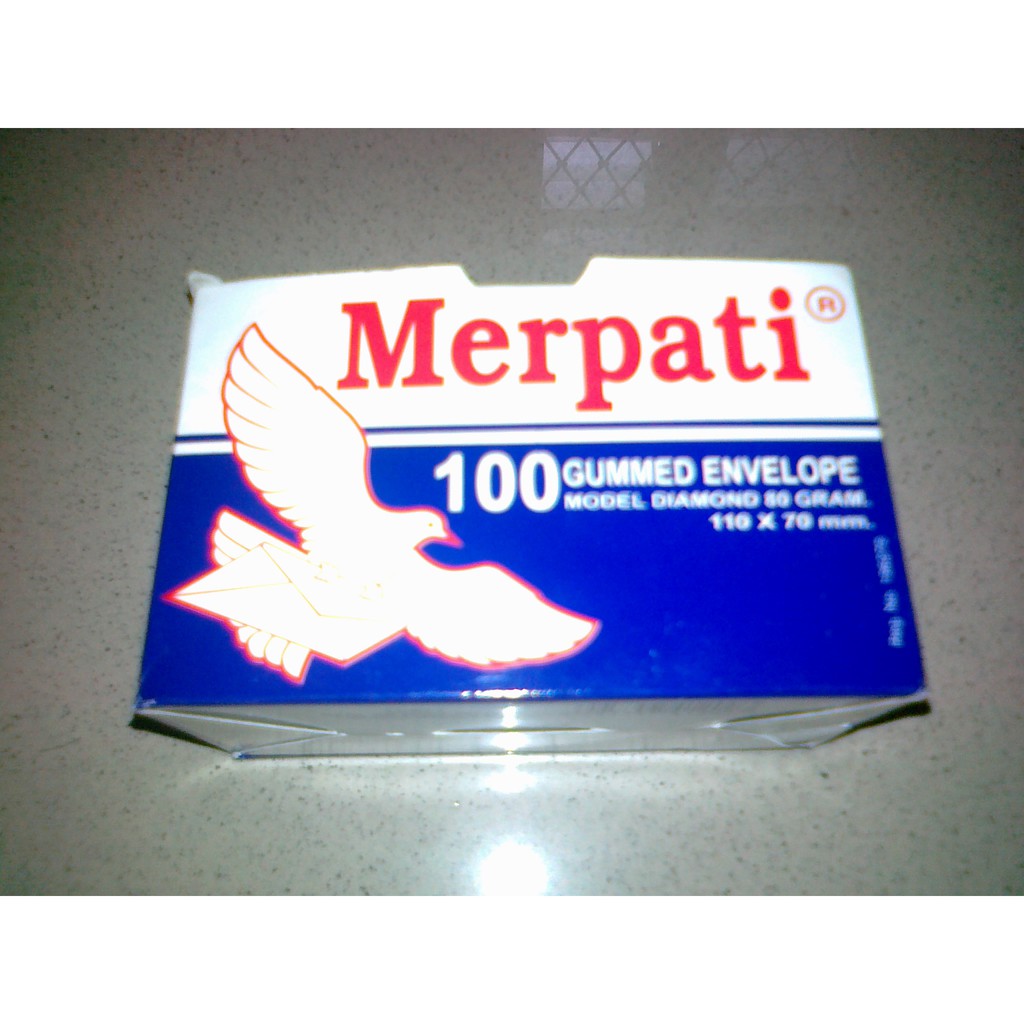 Merpati®
100 GUMMED ENVELOPE
MODEL DIAMOND 80 GRAM.
110 X 70 mm.